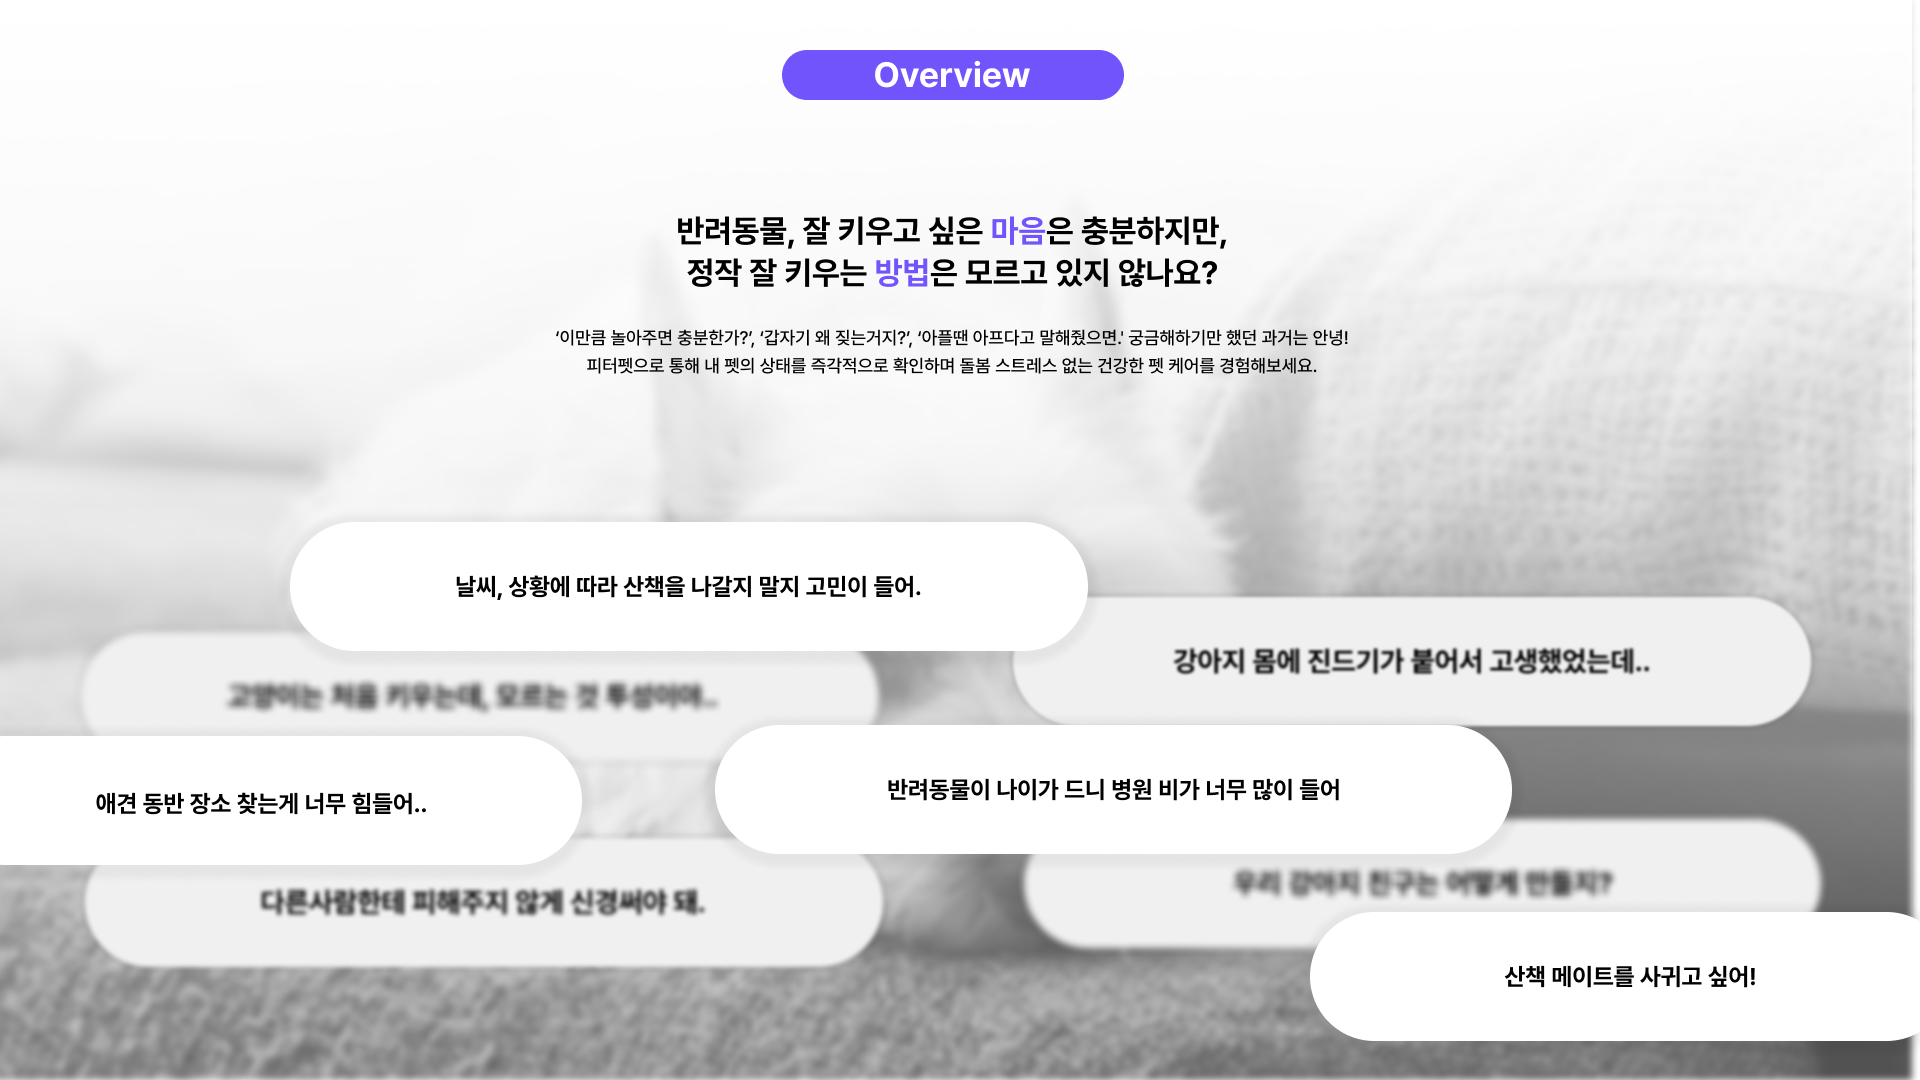 Overview
반려동물, 잘 키우고 싶은 마음은 충분하지만,
정작 잘 키우는 방법은 모르고 있지 않나요?
‘이만큼 놀아주면 충분한가?’, ‘갑자기 왜 짖는거지?’, ‘아플땐 아프다고 말해줬으면.' 궁금해하기만 했던 과거는 안녕!
피터펫으로 통해 내 펫의 상태를 즉각적으로 확인하며 돌봄 스트레스 없는 건강한 펫 케어를 경험해보세요.
날씨, 상황에 따라 산책을 나갈지 말지 고민이 들어.
강아지 몸에 진드기가 붙어서 고생했었는데..
고양이는 처음 키우는데, 모르는 것 투성이야..
반려동물이 나이가 드니 병원 비가 너무 많이 들어
애견 동반 장소 찾는게 너무 힘들어..
우리 강아지 친구는 어떻게 만들지?
다른사람한테 피해주지 않게 신경써야 돼.
산책 메이트를 사귀고 싶어!